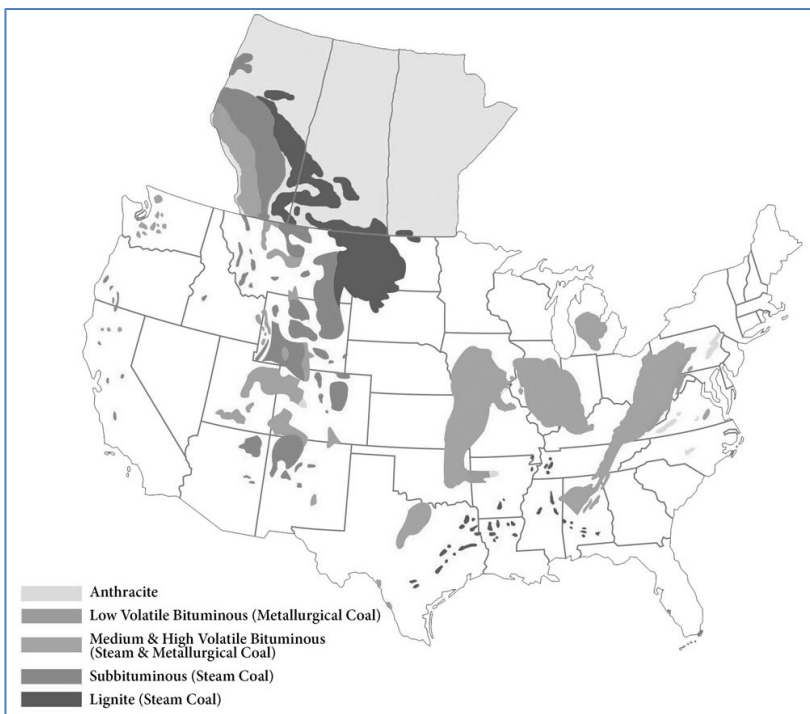 Anthracite
Low Volatile Bituminous (Metallurgical Coal)
Medium & High Volatile Bituminous
(Steam & Metallurgical Coal)
Subbituminous (Steam Coal)
Lignite (Steam Coal)